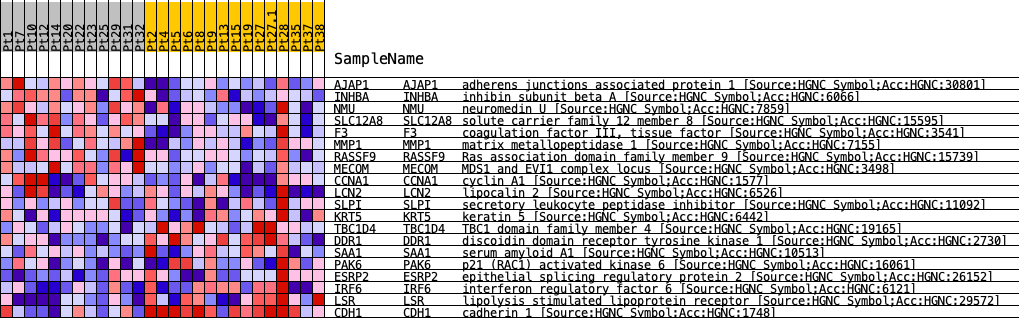 Pt1 Pt7 Pt10 Pt12 Pt14 Pt20 Pt22 Pt23 Pt25 Pt29 Pt31 Pt32 Pt2 Pt4 Pt5 Pt6 Pt8 Pt9 Pt13 Pt15 Pt19 Pt27 Pt27.1 Pt28 Pt35 Pt37 Pt38
SampleName
AJAP1 AJAP1 adherens junctions associated protein 1 [Source:HGNC Symbol;Acc:HGNC:30801]
INHBA INHBA inhibin subunit beta A [Source:HGNC Symbol;Acc:HGNC:6066]
NMU NMU neuromedin U [Source:HGNC Symbol;Acc:HGNC:7859]
SLC12A8 SLC12A8 solute carrier family 12 member 8 [Source:HGNC Symbol;Acc:HGNC:15595]
F3 F3 coagulation factor III, tissue factor [Source:HGNC Symbol;Acc:HGNC:3541]
MMP1 MMP1 matrix metallopeptidase 1 [Source:HGNC Symbol;Acc:HGNC:7155]
RASSF9 RASSF9 Ras association domain family member 9 [Source:HGNC Symbol;Acc:HGNC:15739]
MECOM MECOM MDS1 and EVI1 complex locus [Source:HGNC Symbol;Acc:HGNC:3498]
CCNA1 CCNA1 cyclin A1 [Source:HGNC Symbol;Acc:HGNC:1577]
LCN2 LCN2 lipocalin 2 [Source:HGNC Symbol;Acc:HGNC:6526]
SLPI SLPI secretory leukocyte peptidase inhibitor [Source:HGNC Symbol;Acc:HGNC:11092]
KRT5 KRT5 keratin 5 [Source:HGNC Symbol;Acc:HGNC:6442]
TBC1D4 TBC1D4 TBC1 domain family member 4 [Source:HGNC Symbol;Acc:HGNC:19165]
DDR1 DDR1 discoidin domain receptor tyrosine kinase 1 [Source:HGNC Symbol;Acc:HGNC:2730]
SAA1 SAA1 serum amyloid A1 [Source:HGNC Symbol;Acc:HGNC:10513]
PAK6 PAK6 p21 (RAC1) activated kinase 6 [Source:HGNC Symbol;Acc:HGNC:16061]
ESRP2 ESRP2 epithelial splicing regulatory protein 2 [Source:HGNC Symbol;Acc:HGNC:26152]
IRF6 IRF6 interferon regulatory factor 6 [Source:HGNC Symbol;Acc:HGNC:6121]
LSR LSR lipolysis stimulated lipoprotein receptor [Source:HGNC Symbol;Acc:HGNC:29572]
CDH1 CDH1 cadherin 1 [Source:HGNC Symbol;Acc:HGNC:1748]